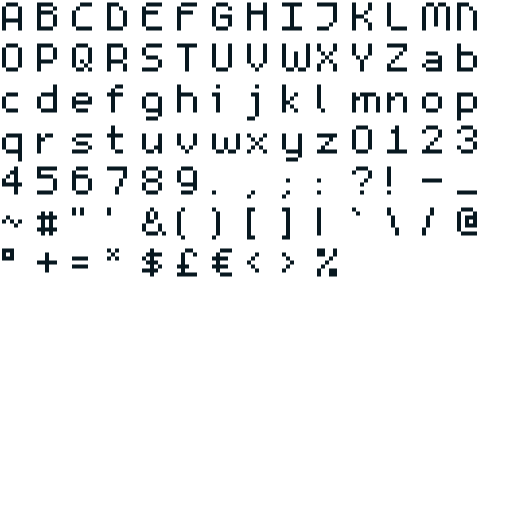 A B C D E F G H I J K L M N
O P Q R S T U V W X Y Z a b
c d e f g h i j k l m n o p
q r s t u v w x y z 0 1 2 3
4 5 6 7 8 9 . , ; : ? ! - _
~ # " ' & ( ) [ ] | ` \ / @
° + = * $ £ € < > %